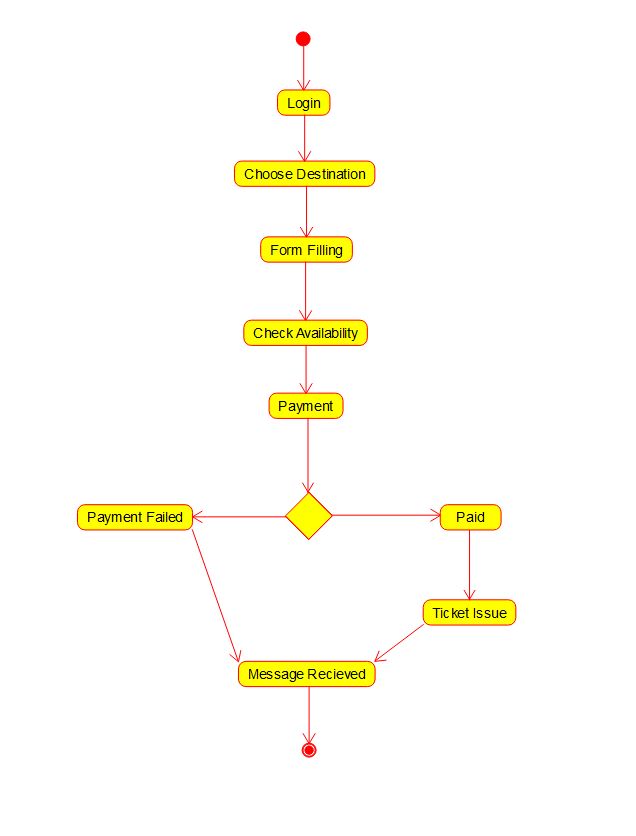 Login
Choose Destination
Form Filling
Check Availability
Payment
Payment Failed
Paid
Ticket Issue
Message Recieved